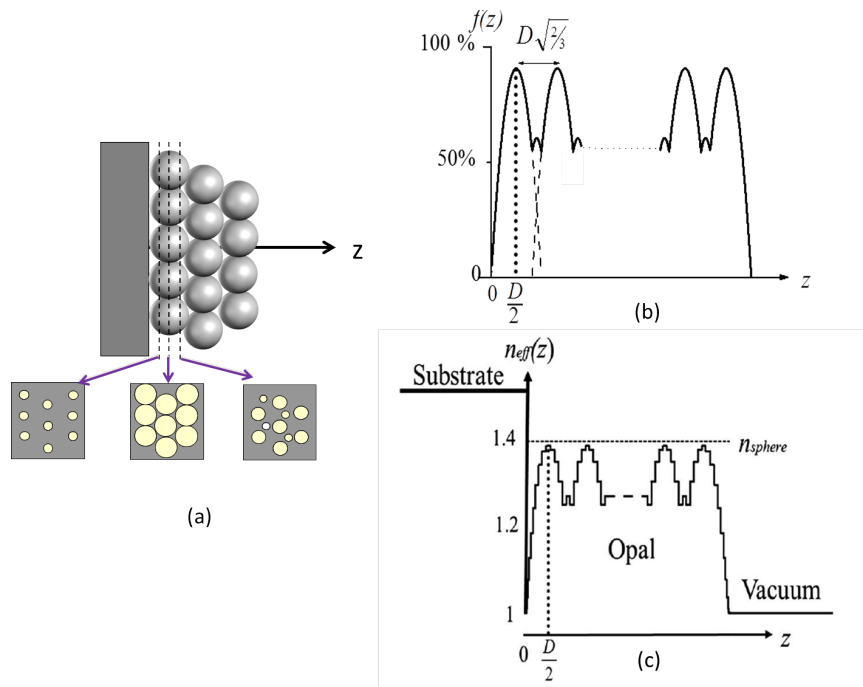 z
(a)
f(z)
100 %
D√2/3
50%
0
0
D/2
z
(b)
n_eff(z)
Substrate
1.4
n_sphere
1.2
Opal
Vacuum
1
0
D/2
z
(c)